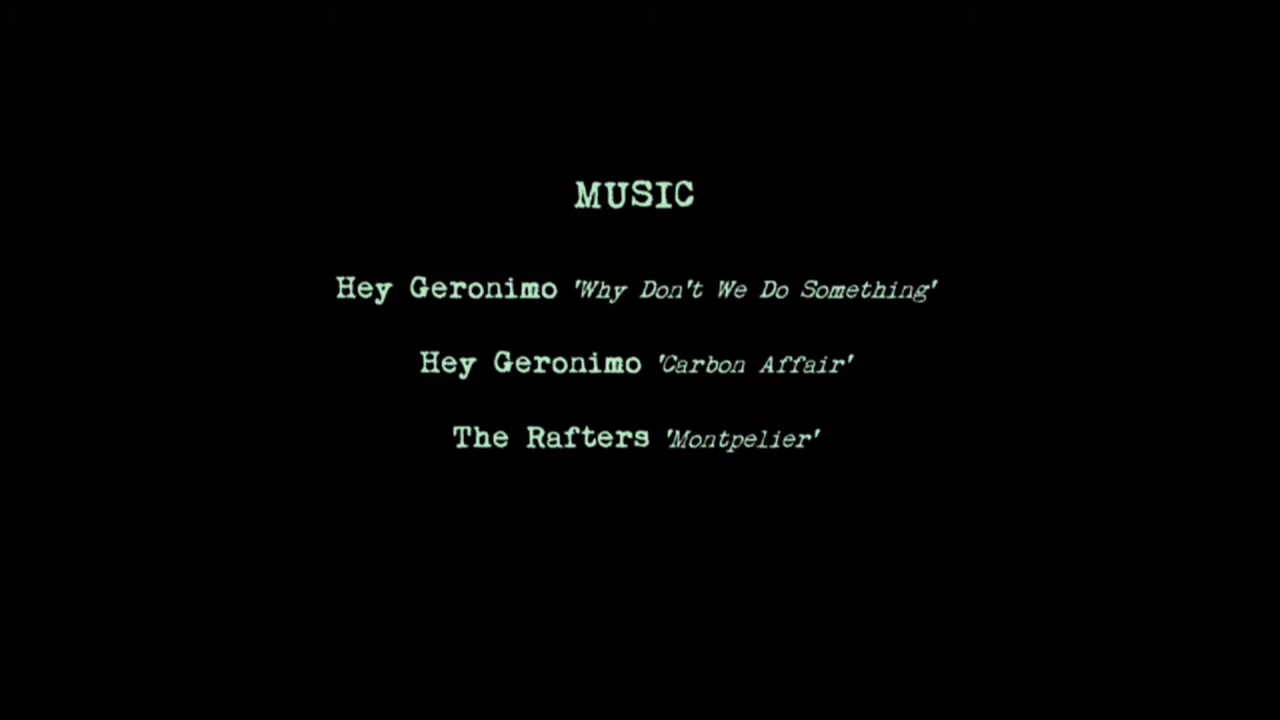 MUSIC
Hey Geronimo 'Why Don't We Do Something'
Hey Geronimo 'Carbon Affair'
The Rafters 'Montpelier'